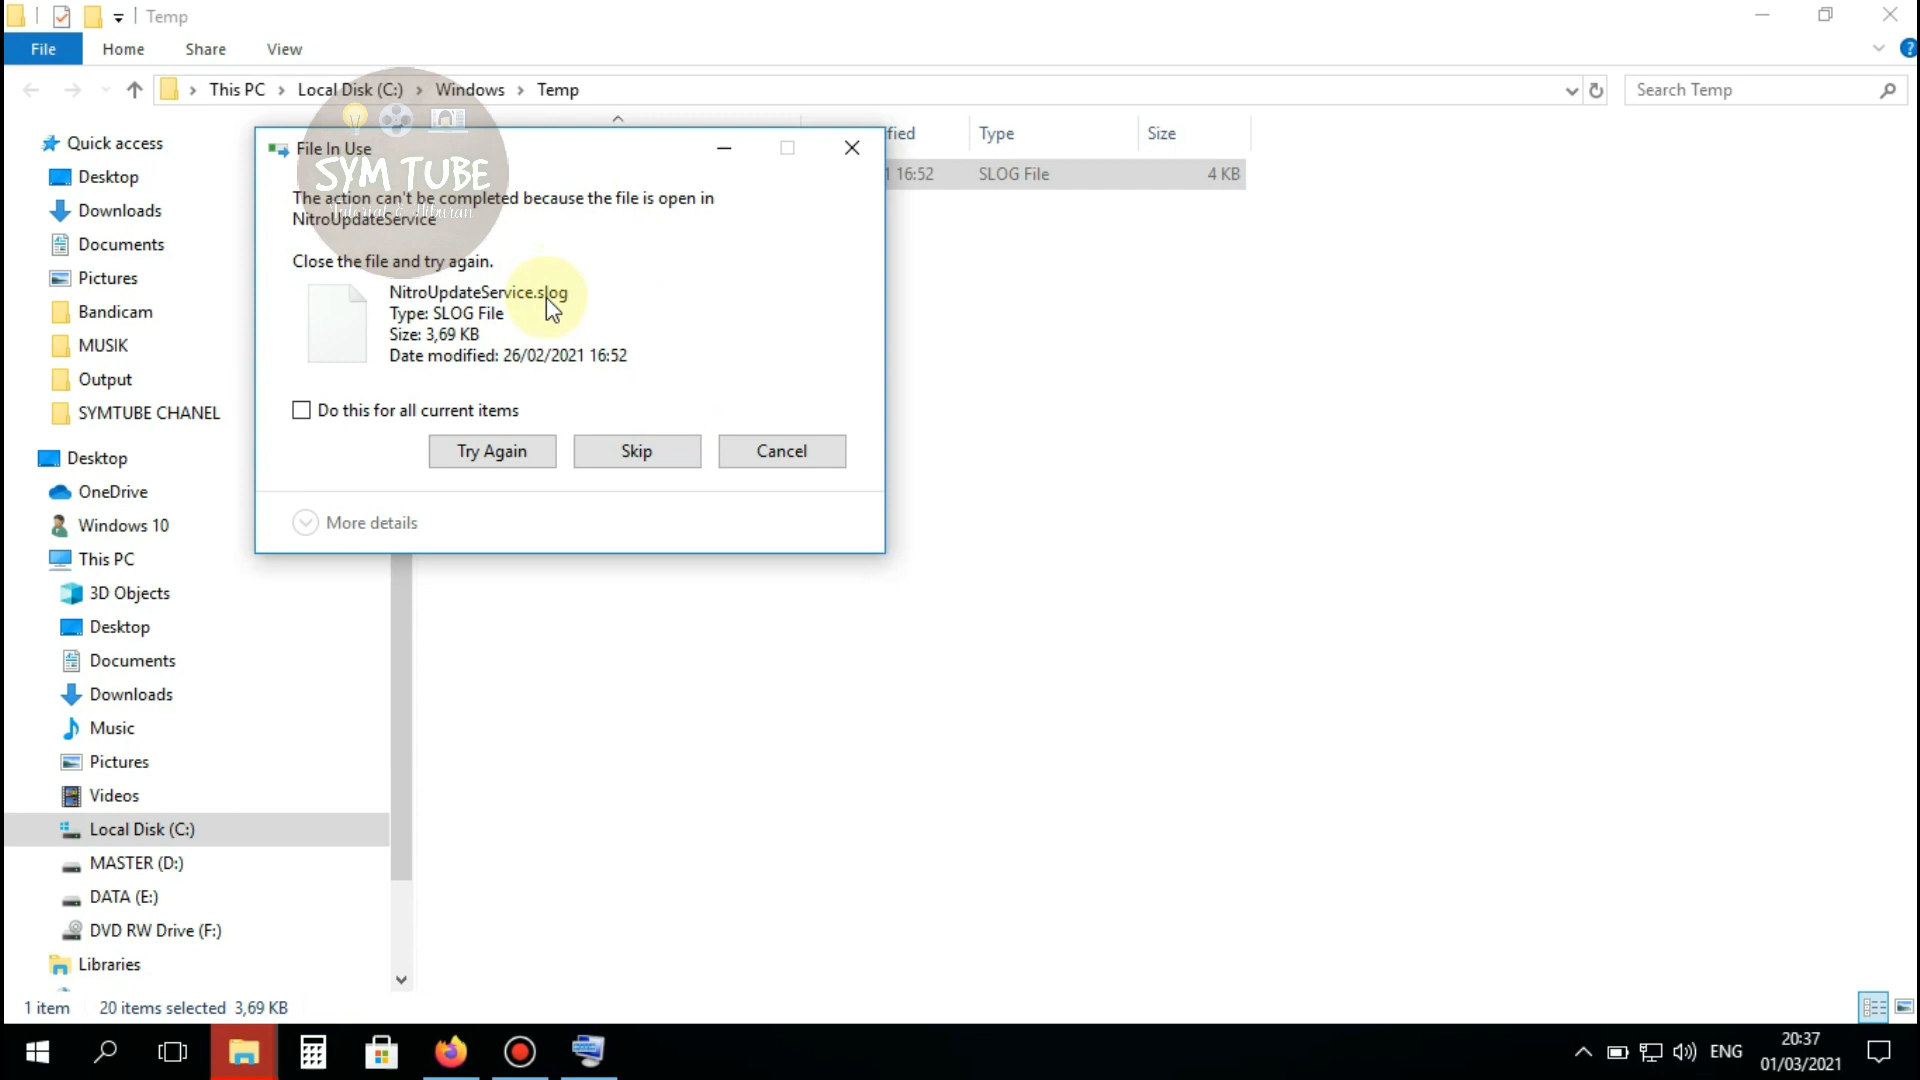 Temp
File
Home
Share
View
This PC
Local Disk (C:)
Windows
Temp
Search Temp
Quick access
Desktop
Downloads
Documents
Pictures
Bandicam
MUSIK
Output
SYMTUBE CHANEL
Desktop
OneDrive
Windows 10
This PC
3D Objects
Desktop
Documents
Downloads
Music
Pictures
Videos
Local Disk (C:)
MASTER (D:)
DATA (E:)
DVD RW Drive (F:)
Libraries
Type
Size
1 16:52
SLOG File
4 KB
File In Use
SYM TUBE
Tutorial & Hiburan
The action can't be completed because the file is open in
NitroUpdateService
Close the file and try again.
NitroUpdateService.slog
Type: SLOG File
Size: 3,69 KB
Date modified: 26/02/2021 16:52
Do this for all current items
Try Again
Skip
Cancel
More details
1 item
20 items selected 3,69 KB
ENG
20:37
01/03/2021